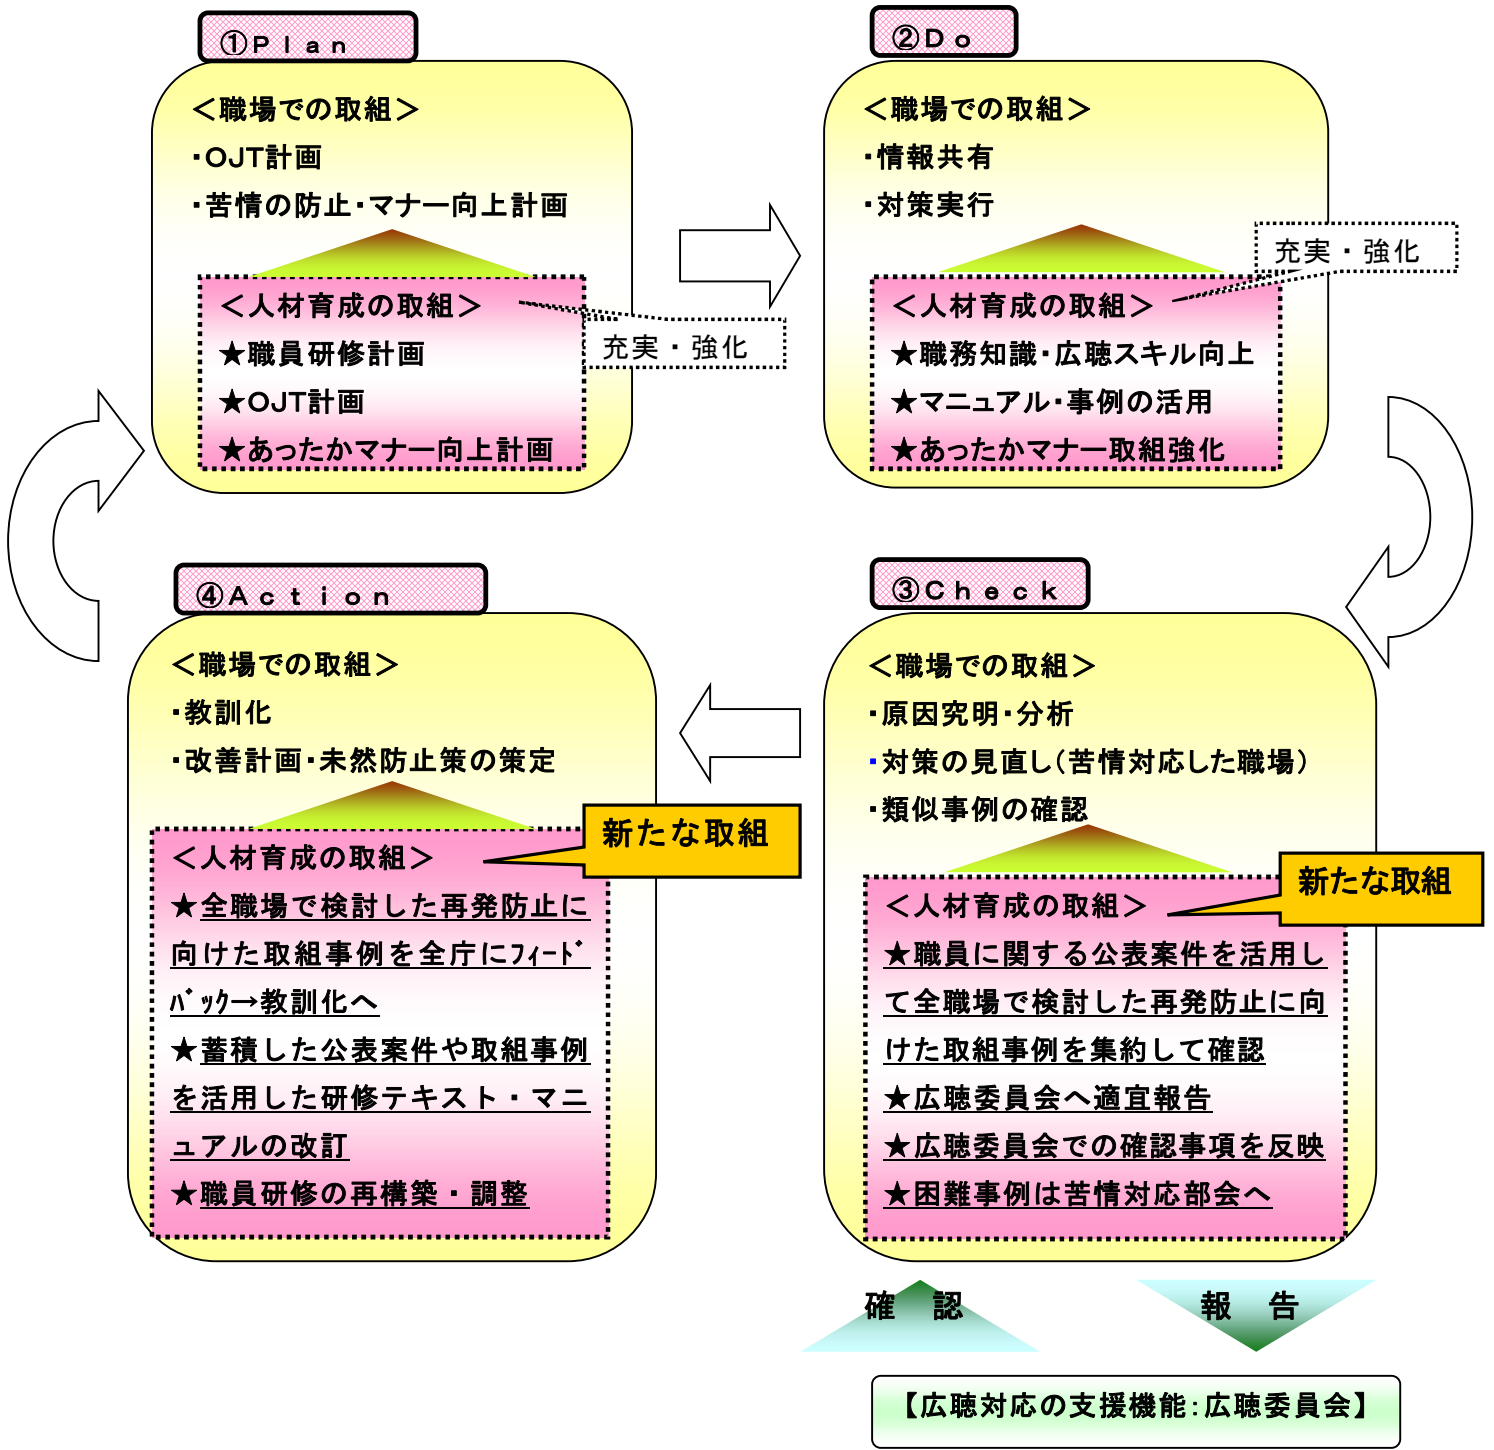 ①Ｐｌａｎ
＜職場での取組＞
・ＯＪＴ計画
・苦情の防止・マナー向上計画
＜人材育成の取組＞
★職員研修計画
★ＯＪＴ計画
★あったかマナー向上計画
充実・強化
②Ｄｏ
＜職場での取組＞
・情報共有
・対策実行
充実・強化
＜人材育成の取組＞
★職務知識・広聴スキル向上
★マニュアル・事例の活用
★あったかマナー取組強化
③Ｃｈｅｃｋ
＜職場での取組＞
・原因究明・分析
・対策の見直し（苦情対応した職場）
・類似事例の確認
新たな取組
＜人材育成の取組＞
★職員に関する公表案件を活用し
て全職場で検討した再発防止に向
けた取組事例を集約して確認
★広聴委員会へ適宜報告
★広聴委員会での確認事項を反映
★困難事例は苦情対応部会へ
④Ａｃｔｉｏｎ
＜職場での取組＞
・教訓化
・改善計画・未然防止策の策定
新たな取組
＜人材育成の取組＞
★全職場で検討した再発防止に
向けた取組事例を全庁にﾌｨｰﾄﾞ
ﾊﾞｯｸ→教訓化へ
★蓄積した公表案件や取組事例
を活用した研修テキスト・マニ
ュアルの改訂
★職員研修の再構築・調整
確　認
報　告
【広聴対応の支援機能：広聴委員会】